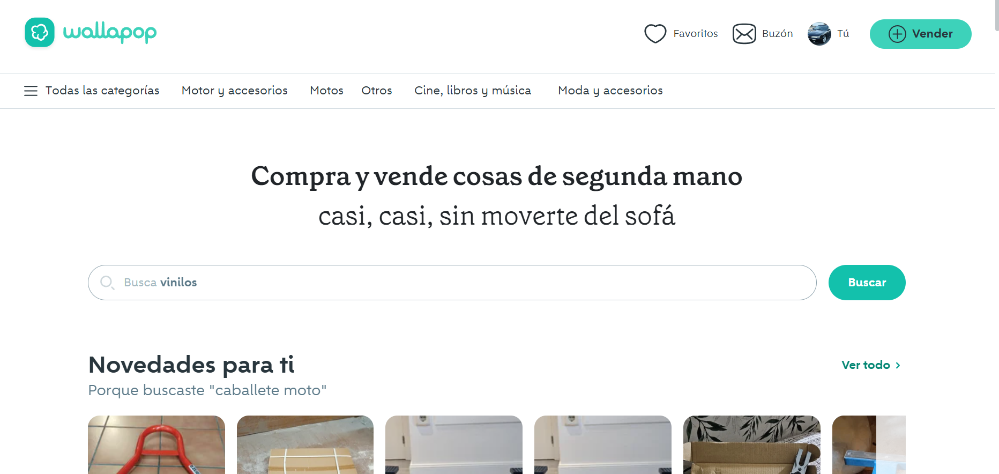 wallapop
Favoritos
Buzón
Tú
Vender
Todas las categorías
Motor y accesorios
Motos
Otros
Cine, libros y música
Moda y accesorios
Compra y vende cosas de segunda mano
casi, casi, sin moverte del sofá
Busca vinilos
Buscar
Novedades para ti
Ver todo
Porque buscaste "caballete moto"